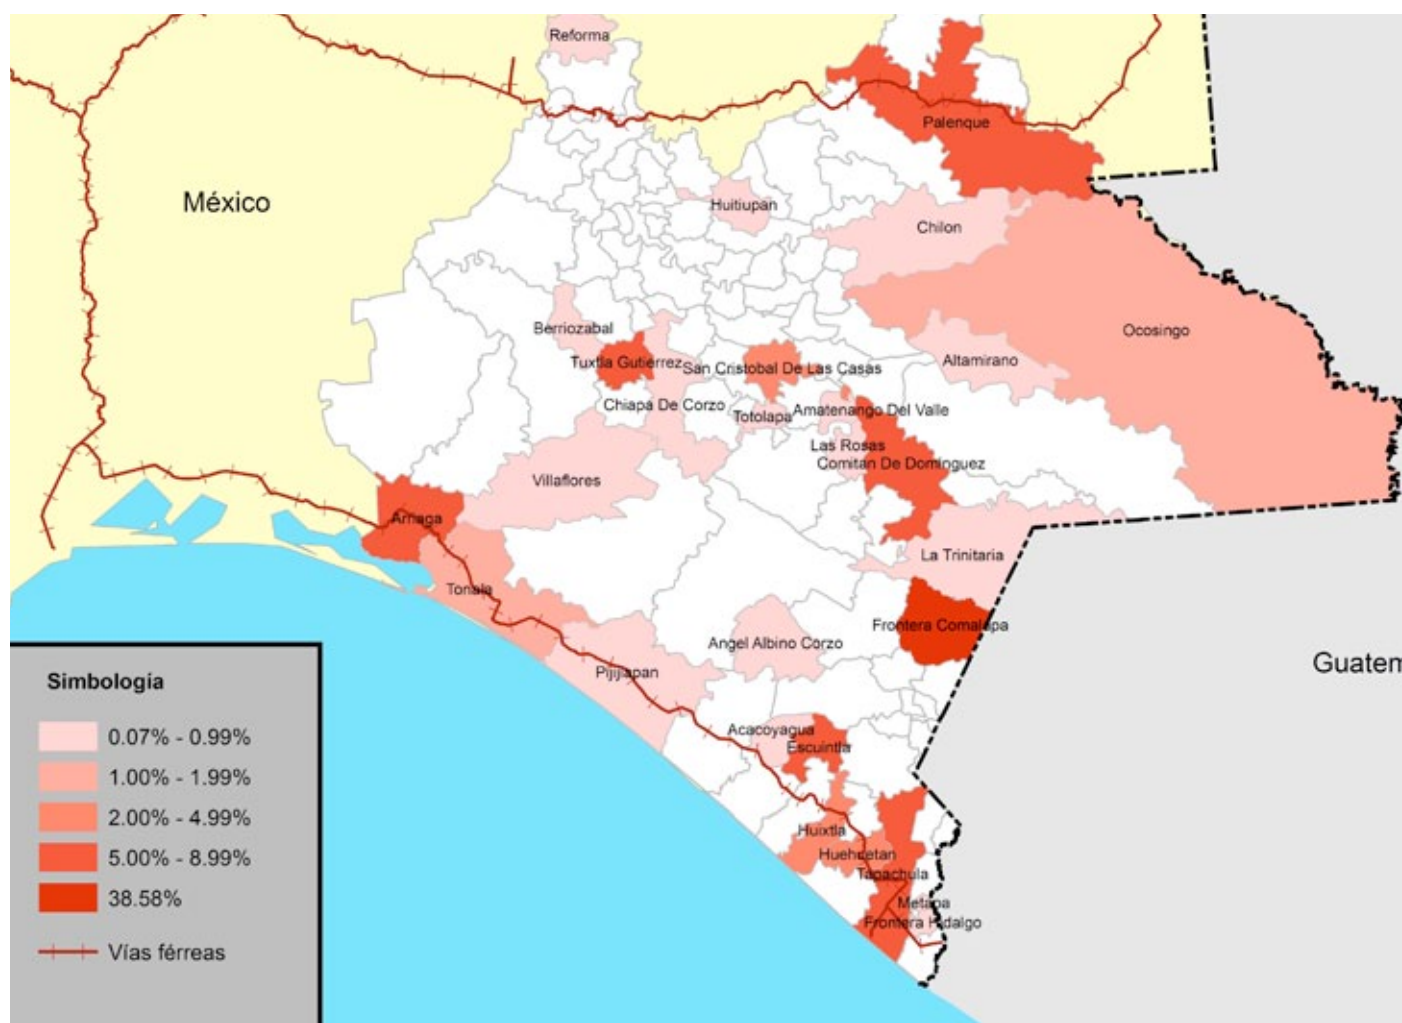 Reforma
Palenque
México
Huitiupan
Chilon
Berriozabal
Ocosingo
Tuxtla Gutierrez
San Cristobal De Las Casas
Altamirano
Chiapa De Corzo
Totolapa
Amatenango Del Valle
Las Rosas
Comitan De Dominguez
Villaflores
Arriaga
La Trinitaria
Tonala
Frontera Comalapa
Angel Albino Corzo
Pijijiapan
Guatem
Acacoyagua
Escuintla
Huixtla
Huehuetan
Tapachula
Metapa
Frontera Hidalgo
Simbología
0.07% - 0.99%
1.00% - 1.99%
2.00% - 4.99%
5.00% - 8.99%
38.58%
Vías férreas